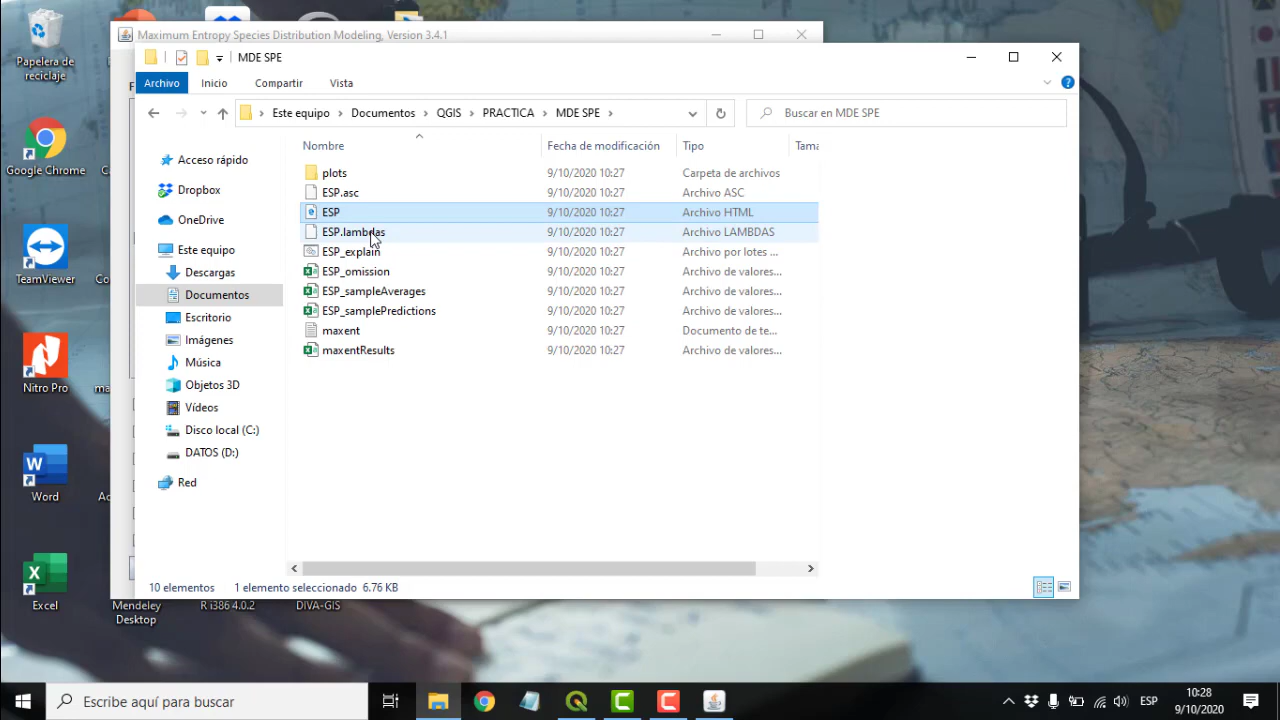 Maximum Entropy Species Distribution Modeling, Version 3.4.1
MDE SPE
Archivo
Inicio
Compartir
Vista
Este equipo
Documentos
QGIS
PRACTICA
MDE SPE
Buscar en MDE SPE
Nombre
Fecha de modificación
Tipo
Tama
plots
9/10/2020 10:27
Carpeta de archivos
ESP.asc
9/10/2020 10:27
Archivo ASC
ESP
9/10/2020 10:27
Archivo HTML
ESP.lambdas
9/10/2020 10:27
Archivo LAMBDAS
ESP_explain
9/10/2020 10:27
Archivo por lotes ...
ESP_omission
9/10/2020 10:27
Archivo de valores...
ESP_sampleAverages
9/10/2020 10:27
Archivo de valores...
ESP_samplePredictions
9/10/2020 10:27
Archivo de valores...
maxent
9/10/2020 10:27
Documento de te...
maxentResults
9/10/2020 10:27
Archivo de valores...
Acceso rápido
Dropbox
OneDrive
Este equipo
Descargas
Documentos
Escritorio
Imágenes
Música
Objetos 3D
Vídeos
Disco local (C:)
DATOS (D:)
Red
10 elementos
1 elemento seleccionado 6.76 KB
Papelera de
reciclaje
Google Chrome
TeamViewer
Nitro Pro
Word
Excel
Mendeley
Desktop
R i386 4.0.2
DIVA-GIS
Escribe aquí para buscar
ESP
10:28
9/10/2020